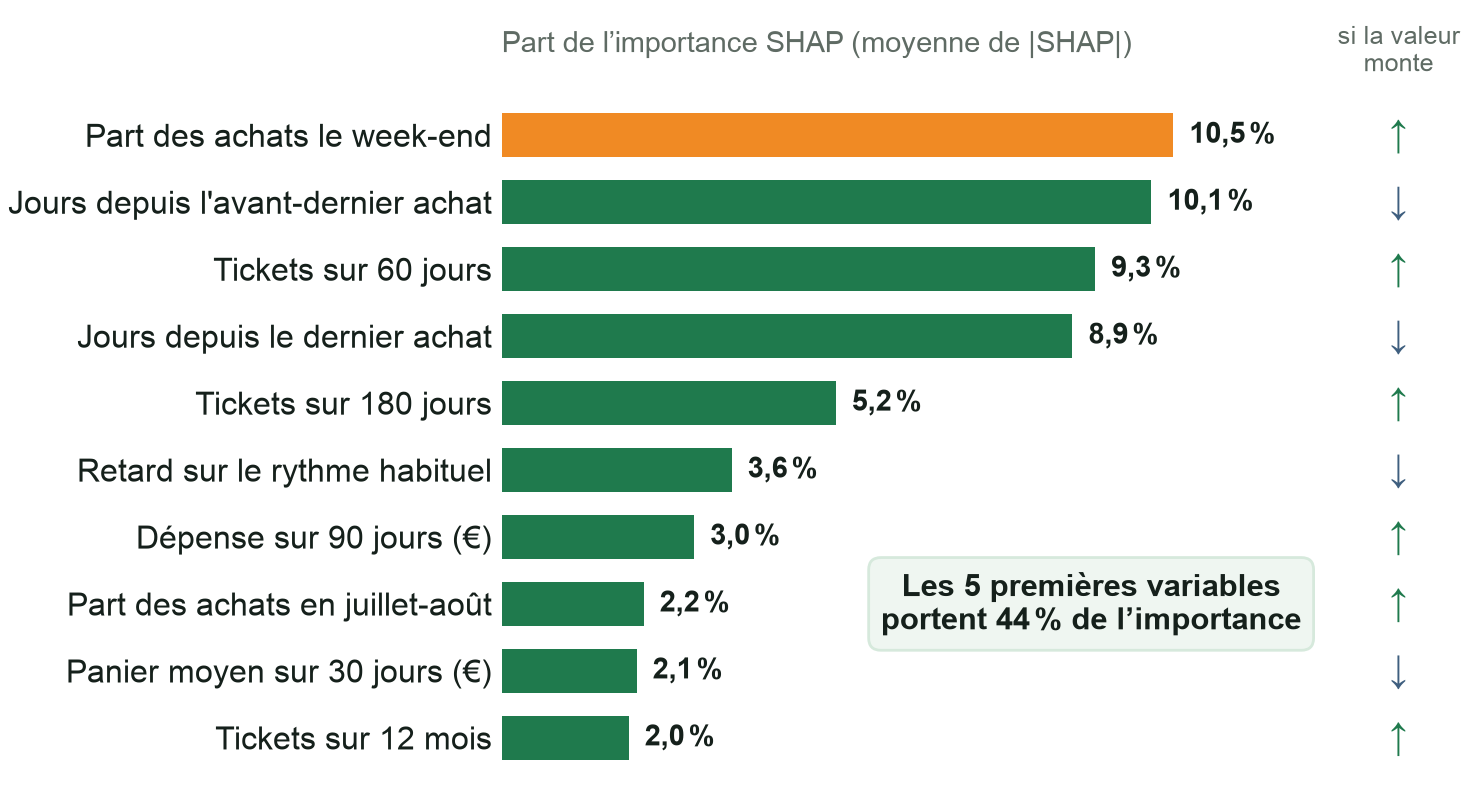 Part de l’importance SHAP (moyenne de |SHAP|)
si la valeur
monte
Part des achats le week-end 10,5 % ↑
Jours depuis l'avant-dernier achat 10,1 % ↓
Tickets sur 60 jours 9,3 % ↑
Jours depuis le dernier achat 8,9 % ↓
Tickets sur 180 jours 5,2 % ↑
Retard sur le rythme habituel 3,6 % ↓
Dépense sur 90 jours (€) 3,0 % ↑
Les 5 premières variables
portent 44 % de l’importance
Part des achats en juillet-août 2,2 % ↑
Panier moyen sur 30 jours (€) 2,1 % ↓
Tickets sur 12 mois 2,0 % ↑